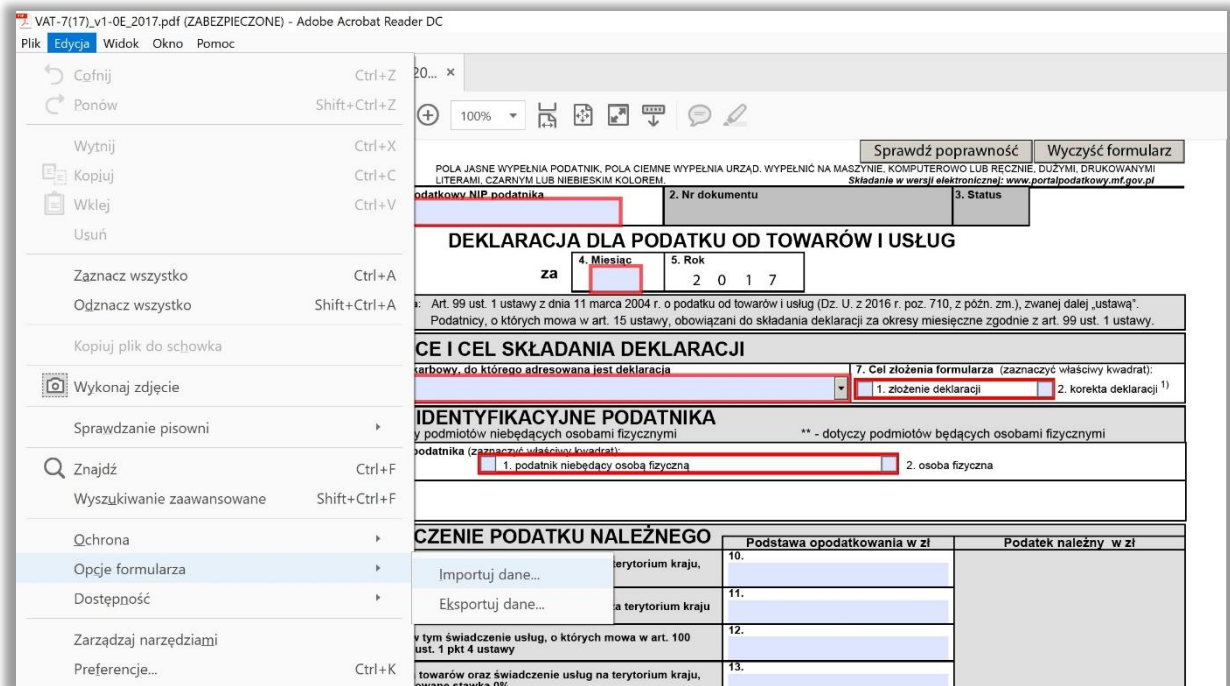 VAT-7(17)_v1-0E_2017.pdf (ZABEZPIECZONE) - Adobe Acrobat Reader DC
Plik Edycja Widok Okno Pomoc
Cofnij Ctrl+Z
Ponów Shift+Ctrl+Z
Wytnij Ctrl+X
Kopiuj Ctrl+C
Wklej Ctrl+V
Usuń
Zaznacz wszystko Ctrl+A
Odznacz wszystko Shift+Ctrl+A
Kopiuj plik do schowka
Wykonaj zdjęcie
Sprawdzanie pisowni
Znajdź Ctrl+F
Wyszukiwanie zaawansowane Shift+Ctrl+F
Ochrona
Opcje formularza
Dostępność
Zarządzaj narzędziami
Preferencje... Ctrl+K
Importuj dane...
Eksportuj dane...
20... ×
100%
Sprawdź poprawność Wyczyść formularz
POLA JASNE WYPEŁNIA PODATNIK, POLA CIEMNE WYPEŁNIA URZĄD. WYPEŁNIĆ NA MASZYNIE, KOMPUTEROWO LUB RĘCZNIE, DUŻYMI, DRUKOWANYMI
LITERAMI, CZARNYM LUB NIEBIESKIM KOLOREM. Składanie w wersji elektronicznej: www.portalpodatkowy.mf.gov.pl
odatkowy NIP podatnika 2. Nr dokumentu 3. Status
DEKLARACJA DLA PODATKU OD TOWARÓW I USŁUG
za 4. Miesiąc 5. Rok
2 0 1 7
a: Art. 99 ust. 1 ustawy z dnia 11 marca 2004 r. o podatku od towarów i usług (Dz. U. z 2016 r. poz. 710, z późn. zm.), zwanej dalej „ustawą”.
Podatnicy, o których mowa w art. 15 ustawy, obowiązani do składania deklaracji za okresy miesięczne zgodnie z art. 99 ust. 1 ustawy.
CE I CEL SKŁADANIA DEKLARACJI
karbowy, do którego adresowana jest deklaracja 7. Cel złożenia formularza (zaznaczyć właściwy kwadrat):
1. złożenie deklaracji 2. korekta deklaracji 1)
IDENTYFIKACYJNE PODATNIKA
y podmiotów niebędących osobami fizycznymi ** - dotyczy podmiotów będących osobami fizycznymi
podatnika (zaznaczyć właściwy kwadrat):
1. podatnik niebędący osobą fizyczną 2. osoba fizyczna
CZENIE PODATKU NALEŻNEGO Podstawa opodatkowania w zł Podatek należny w zł
terytorium kraju, 10.
a terytorium kraju 11.
w tym świadczenie usług, o których mowa w art. 100 12.
ust. 1 pkt 4 ustawy
towarów oraz świadczenie usług na terytorium kraju, 13.
owane stawką 0%